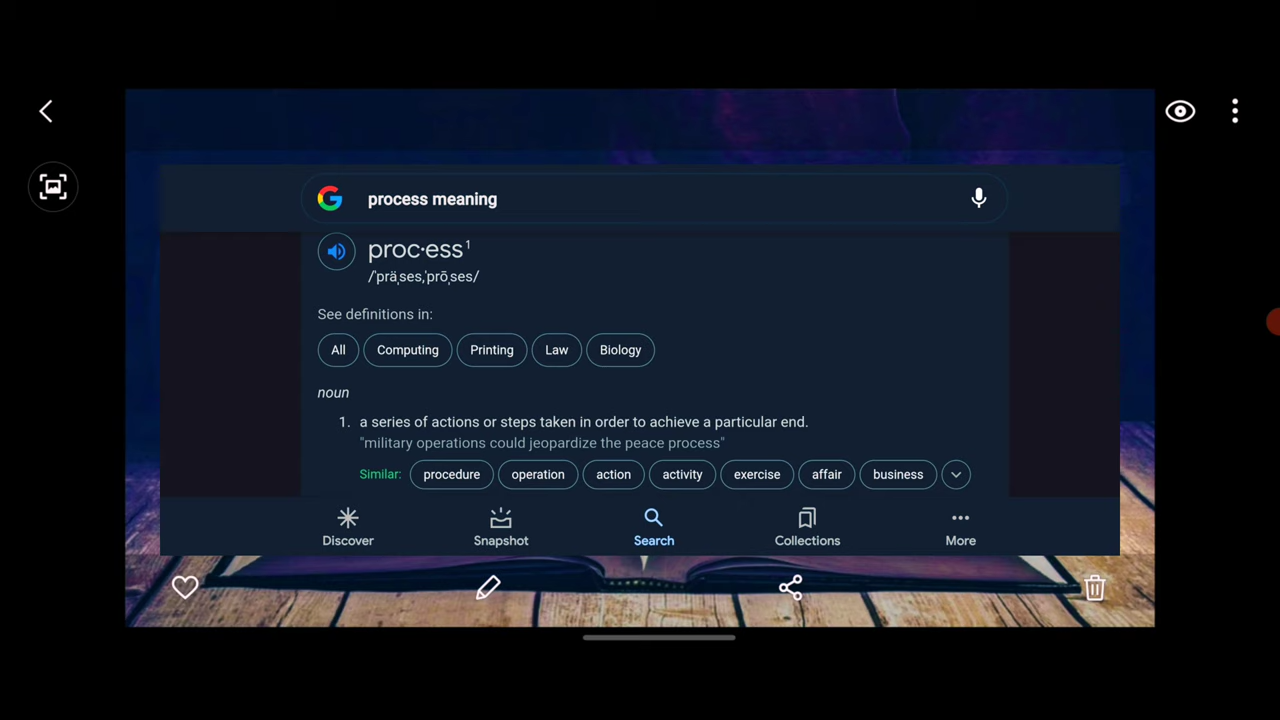 process meaning
proc·ess¹
/ˈpräˌses,ˈprōˌses/
See definitions in:
All Computing Printing Law Biology
noun
1. a series of actions or steps taken in order to achieve a particular end.
"military operations could jeopardize the peace process"
Similar: procedure operation action activity exercise affair business
Discover Snapshot Search Collections More